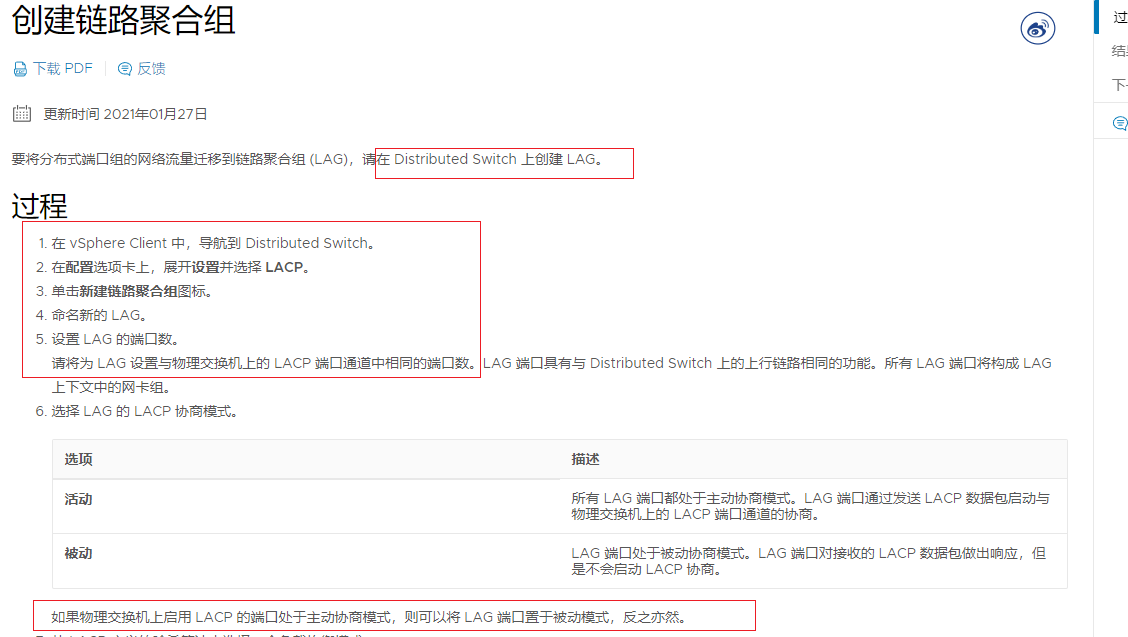 创建链路聚合组
下载 PDF
反馈
更新时间 2021年01月27日
要将分布式端口组的网络流量迁移到链路聚合组 (LAG)，请在 Distributed Switch 上创建 LAG。
过程
1. 在 vSphere Client 中，导航到 Distributed Switch。
2. 在配置选项卡上，展开设置并选择 LACP。
3. 单击新建链路聚合组图标。
4. 命名新的 LAG。
5. 设置 LAG 的端口数。
请将为 LAG 设置与物理交换机上的 LACP 端口通道中相同的端口数。LAG 端口具有与 Distributed Switch 上的上行链路相同的功能。所有 LAG 端口将构成 LAG
上下文中的网卡组。
6. 选择 LAG 的 LACP 协商模式。
选项 描述
活动 所有 LAG 端口都处于主动协商模式。LAG 端口通过发送 LACP 数据包启动与
物理交换机上的 LACP 端口通道的协商。
被动 LAG 端口处于被动协商模式。LAG 端口对接收的 LACP 数据包做出响应，但
是不会启动 LACP 协商。
如果物理交换机上启用 LACP 的端口处于主动协商模式，则可以将 LAG 端口置于被动模式，反之亦然。
过
下